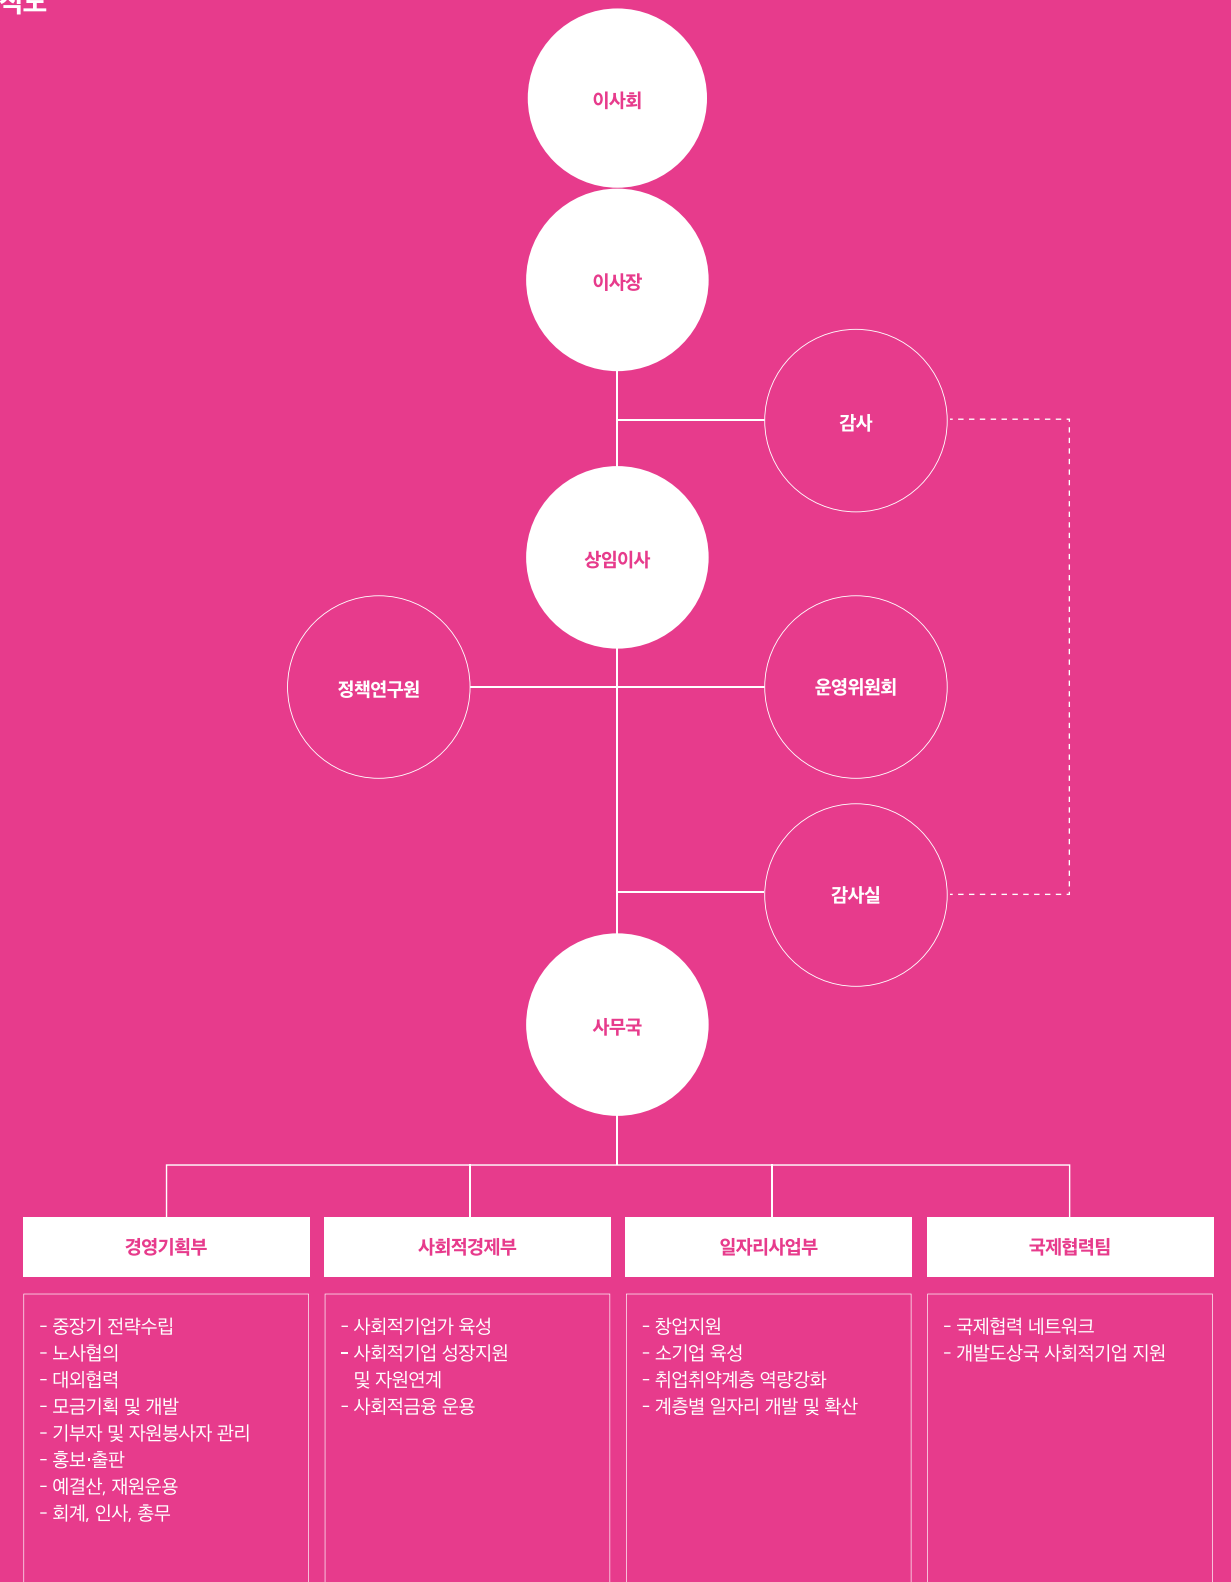 이사회
이사장
감사
상임이사
정책연구원
운영위원회
감사실
사무국
경영기획부
- 중장기 전략수립
- 노사협의
- 대외협력
- 모금기획 및 개발
- 기부자 및 자원봉사자 관리
- 홍보·출판
- 예결산, 재원운용
- 회계, 인사, 총무
사회적경제부
- 사회적기업가 육성
- 사회적기업 성장지원
및 자원연계
- 사회적금융 운용
일자리사업부
- 창업지원
- 소기업 육성
- 취업취약계층 역량강화
- 계층별 일자리 개발 및 확산
국제협력팀
- 국제협력 네트워크
- 개발도상국 사회적기업 지원